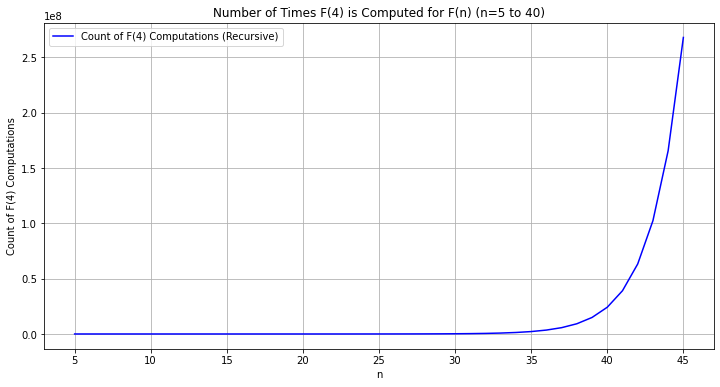 Number of Times F(4) is Computed for F(n) (n=5 to 40)
1e8
Count of F(4) Computations (Recursive)
Count of F(4) Computations
2.5
2.0
1.5
1.0
0.5
0.0
5 10 15 20 25 30 35 40 45
n